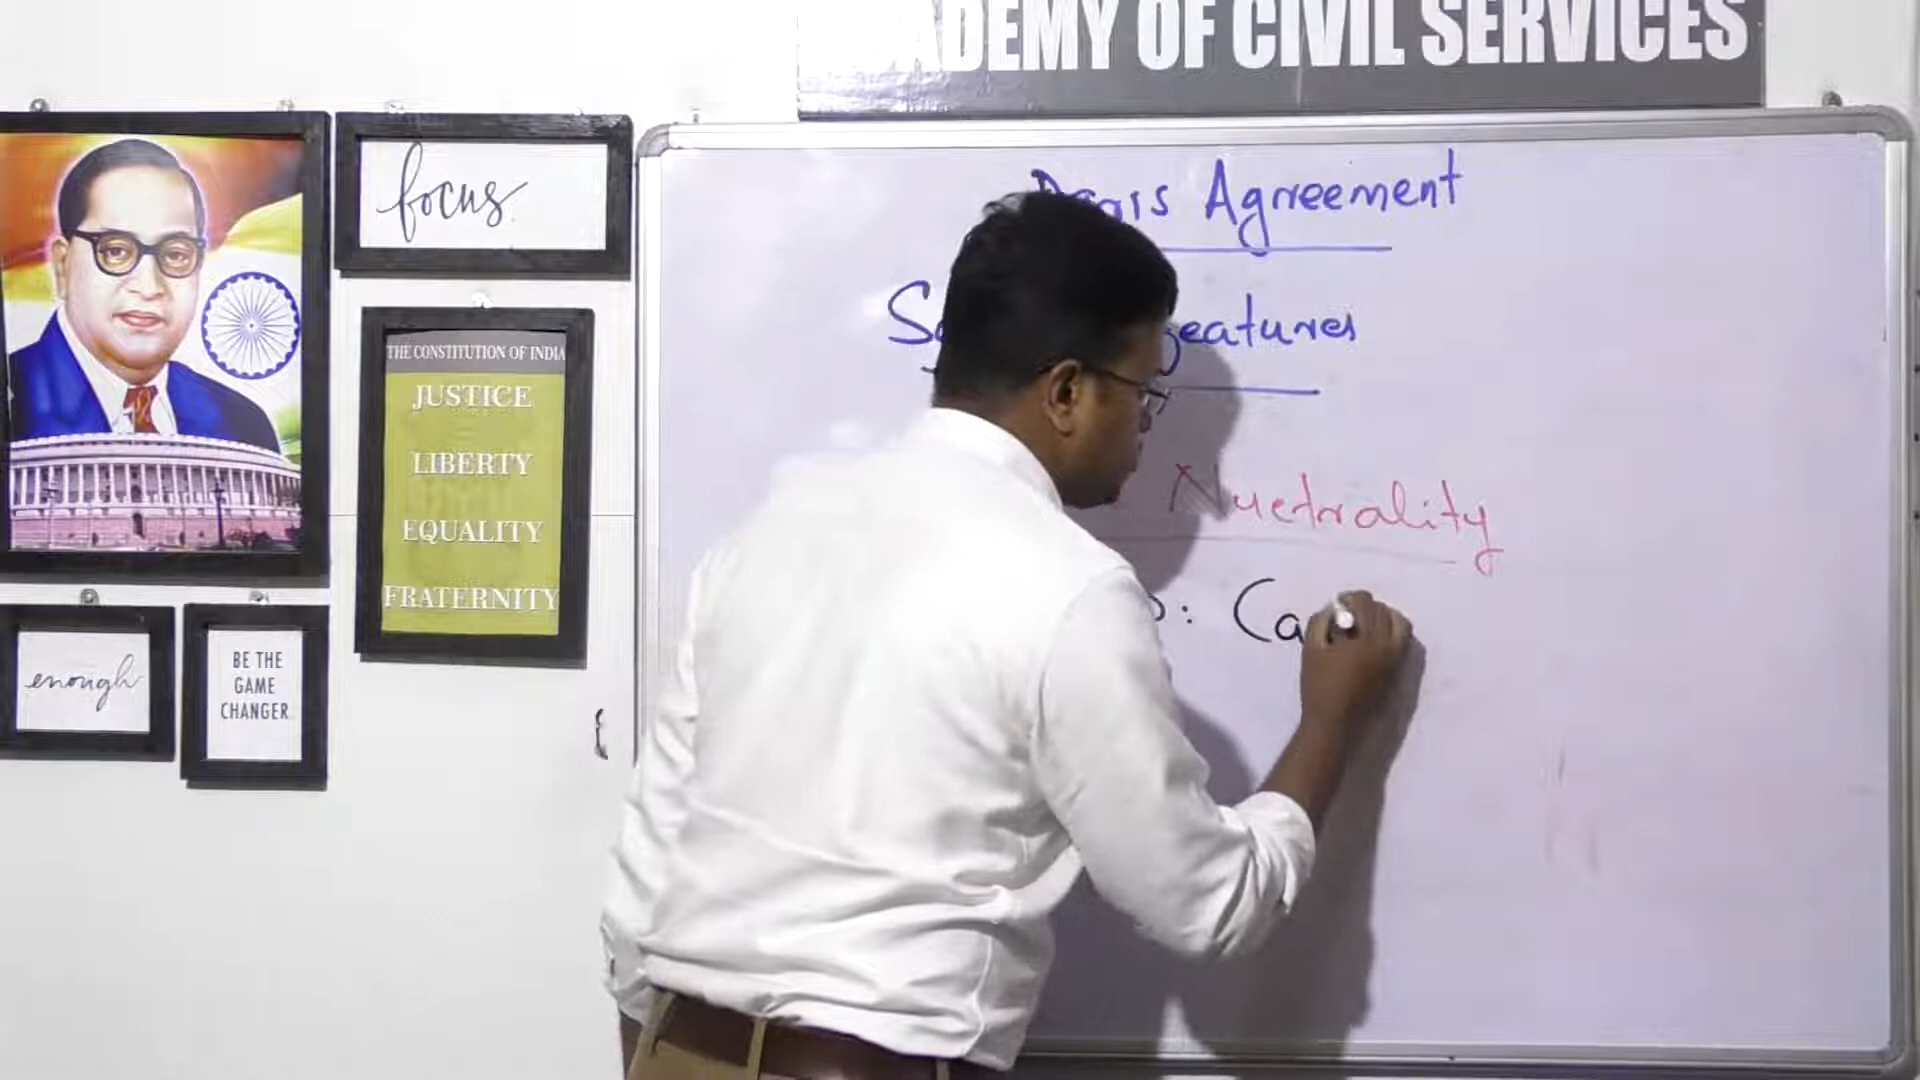 ADEMY OF CIVIL SERVICES
focus
Agreement
THE CONSTITUTION OF INDIA
JUSTICE
LIBERTY
EQUALITY
FRATERNITY
enough
BE THE
GAME
CHANGER
eatures
Nuetrality
: Ca